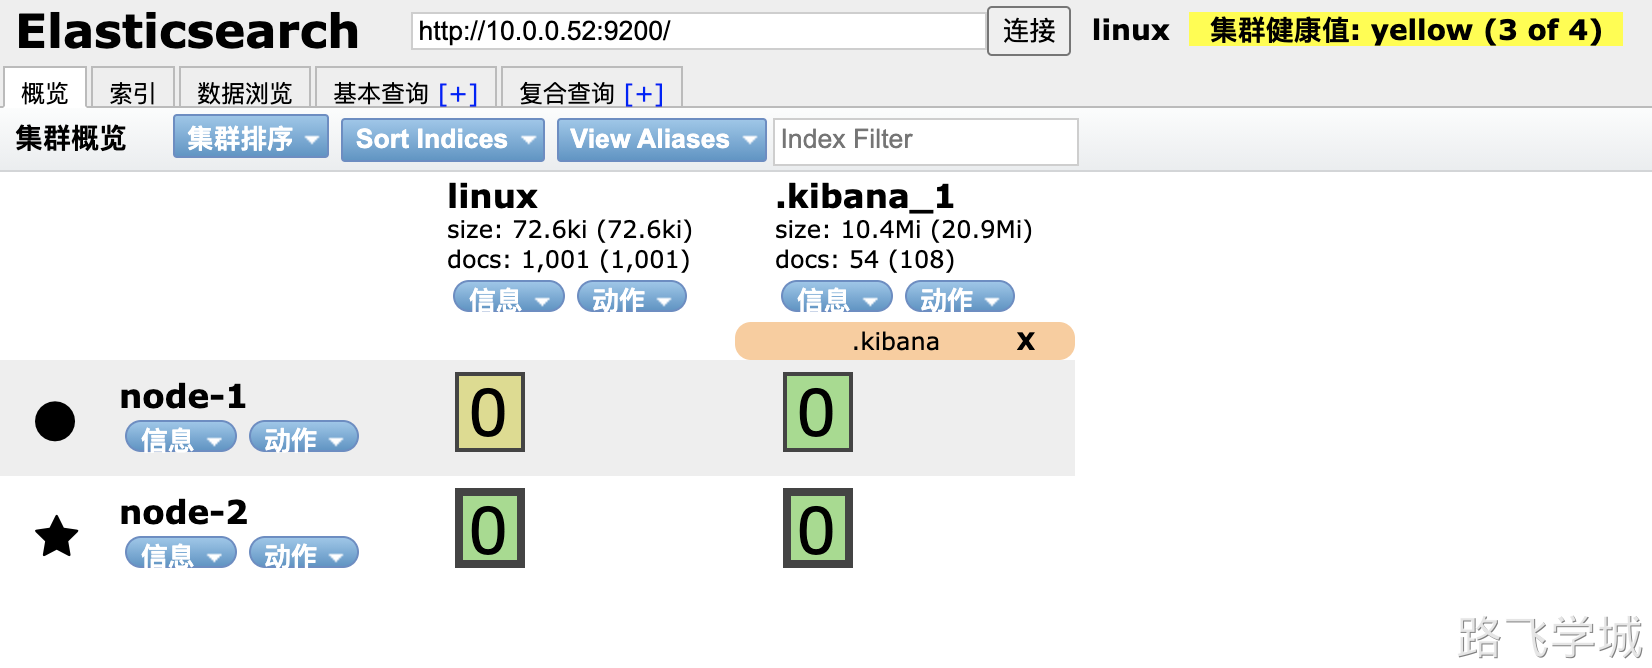 Elasticsearch http://10.0.0.52:9200/ 连接 linux 集群健康值: yellow (3 of 4)
概览 索引 数据浏览 基本查询 [+] 复合查询 [+]
集群概览 集群排序 Sort Indices View Aliases Index Filter
linux .kibana_1
size: 72.6ki (72.6ki) size: 10.4Mi (20.9Mi)
docs: 1,001 (1,001) docs: 54 (108)
信息 动作 信息 动作
.kibana X
node-1 0 0
信息 动作
node-2 0 0
信息 动作
路飞学城